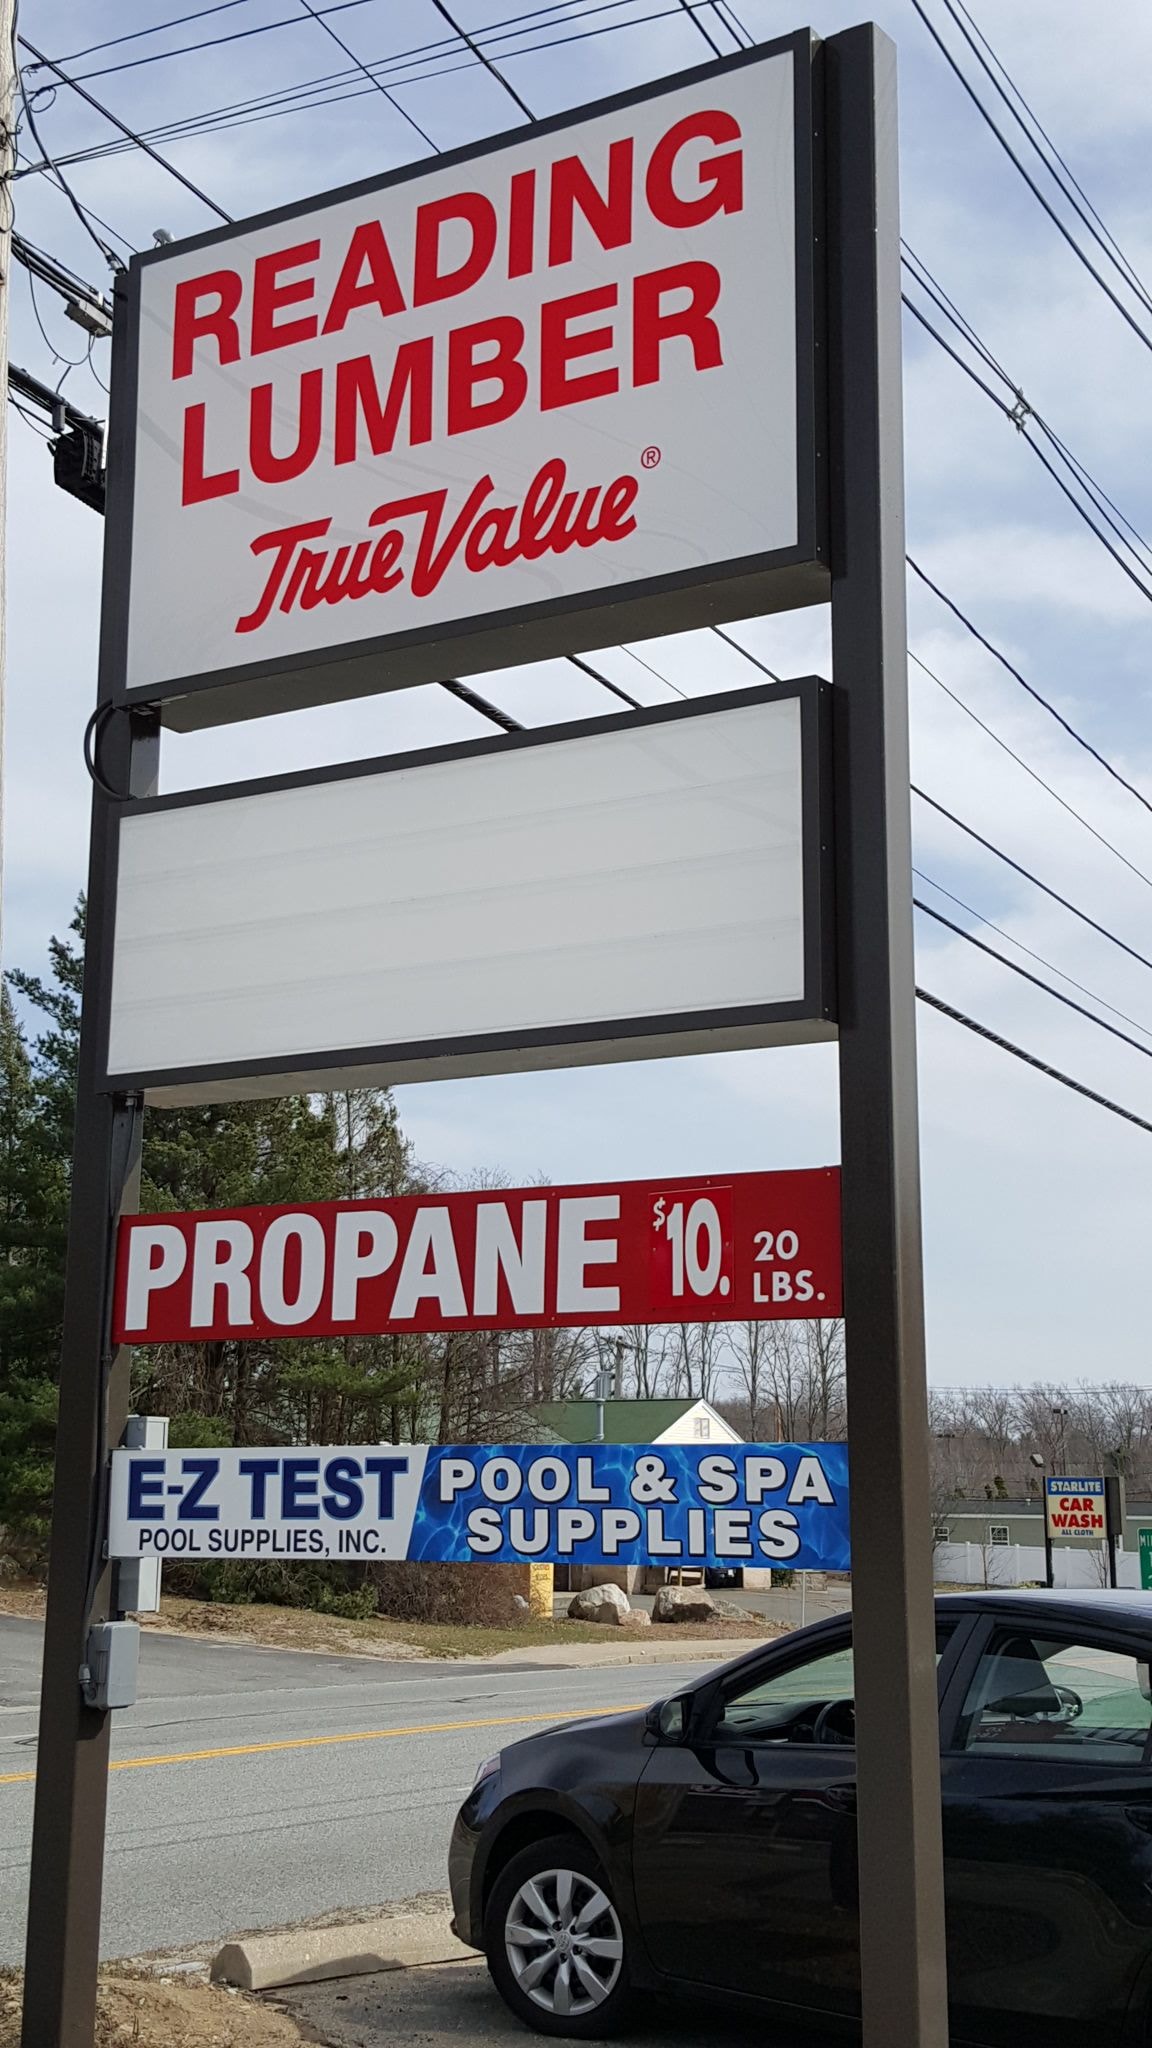 READING
LUMBER
True Value®
PROPANE $10. 20 LBS.
E-Z TEST
POOL SUPPLIES, INC.
POOL & SPA
SUPPLIES
STARLITE
CAR
WASH
ALL CLOTH